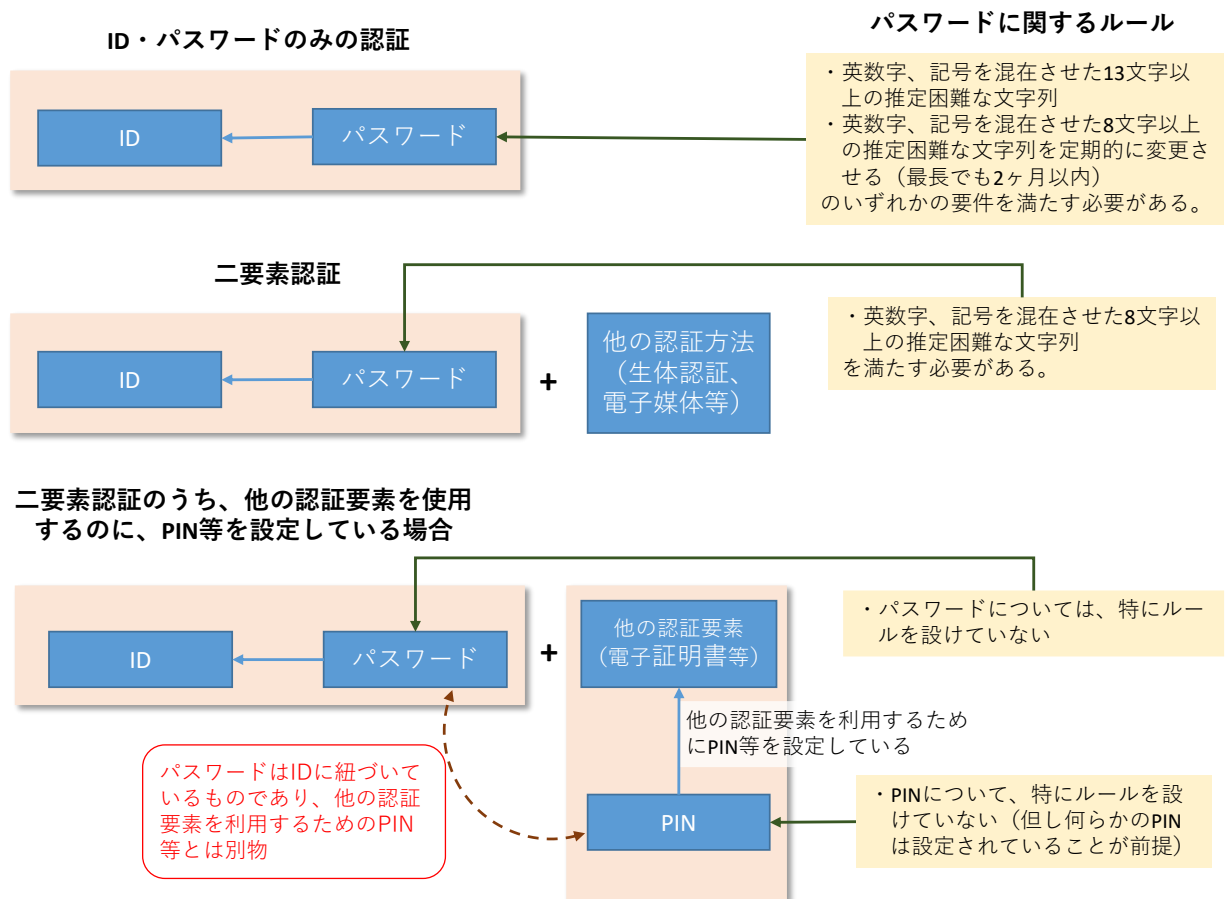 ID・パスワードのみの認証
パスワードに関するルール
ID
パスワード
・英数字、記号を混在させた13文字以
上の推定困難な文字列
・英数字、記号を混在させた8文字以上
の推定困難な文字列を定期的に変更さ
せる（最長でも2ヶ月以内）
のいずれかの要件を満たす必要がある。
二要素認証
ID
パスワード
+
他の認証方法
（生体認証、
電子媒体等）
・英数字、記号を混在させた8文字以
上の推定困難な文字列
を満たす必要がある。
二要素認証のうち、他の認証要素を使用
するのに、PIN等を設定している場合
ID
パスワード
+
他の認証要素
（電子証明書等）
・パスワードについては、特にルー
ルを設けていない
他の認証要素を利用するため
にPIN等を設定している
パスワードはIDに紐づいて
いるものであり、他の認証
要素を利用するためのPIN
等とは別物
PIN
・PINについて、特にルールを設
けていない（但し何らかのPIN
は設定されていることが前提）